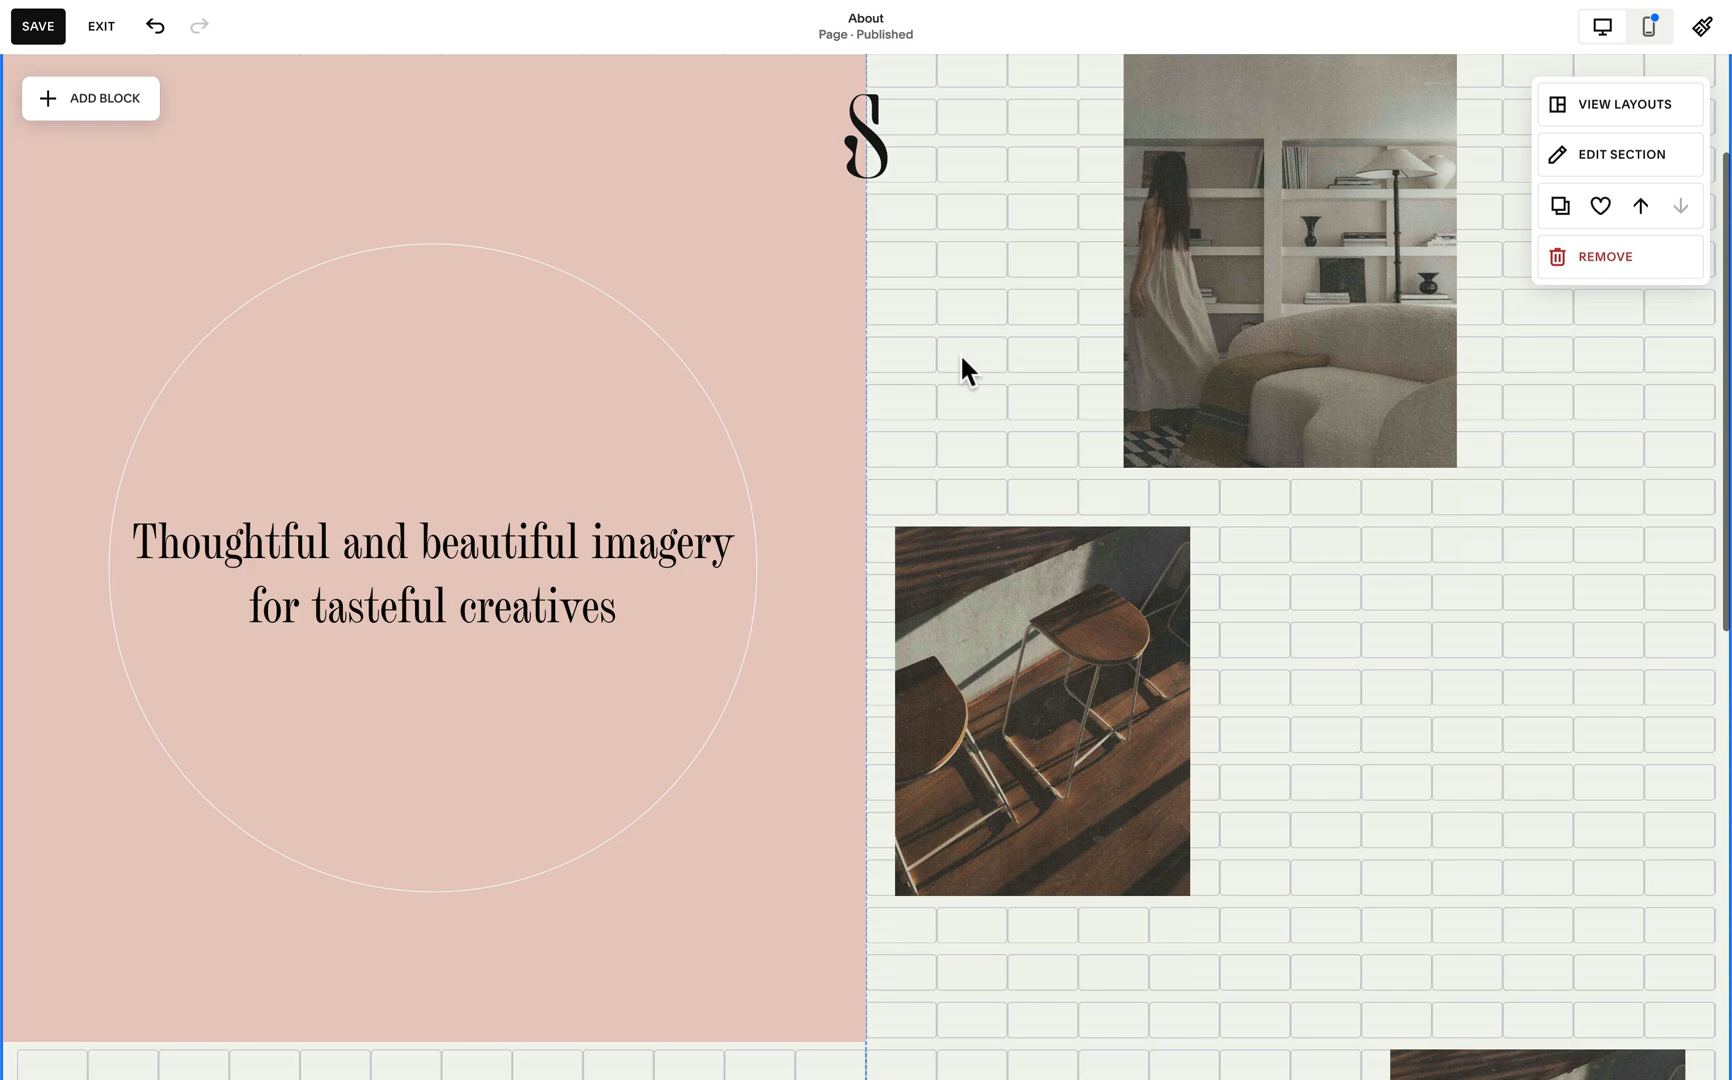 SAVE
EXIT
About
Page · Published
ADD BLOCK
S
VIEW LAYOUTS
EDIT SECTION
REMOVE
Thoughtful and beautiful imagery
for tasteful creatives